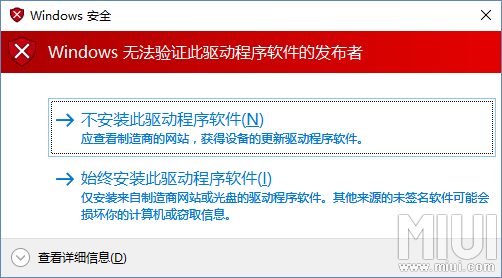 Windows 安全
Windows 无法验证此驱动程序软件的发布者
不安装此驱动程序软件(N)
应查看制造商的网站，获得设备的更新驱动程序软件。
始终安装此驱动程序软件(I)
仅安装来自制造商网站或光盘的驱动程序软件。其他来源的未签名软件可能会
损坏你的计算机或窃取信息。
查看详细信息(D)
MIUI
www.miui.com